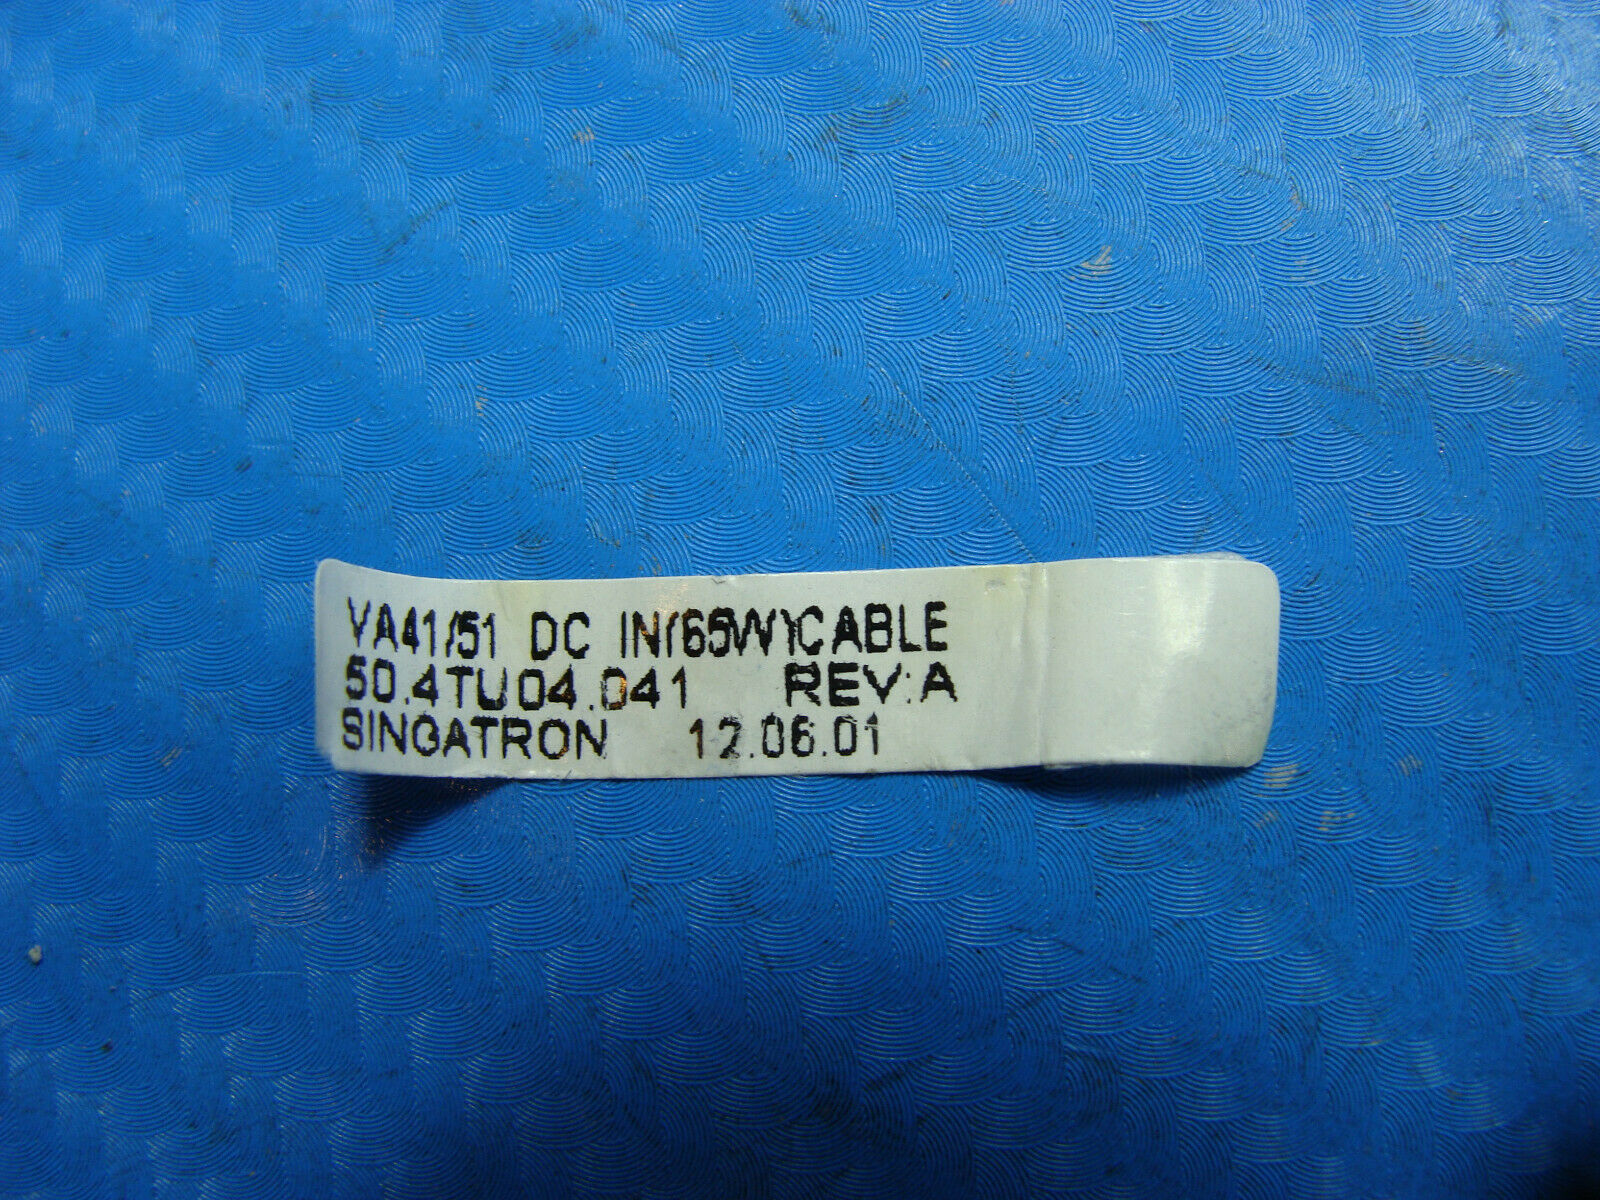 VA41/51 DC IN(65W)CABLE
50.4TU04.041 REV:A
SINGATRON 12.06.01